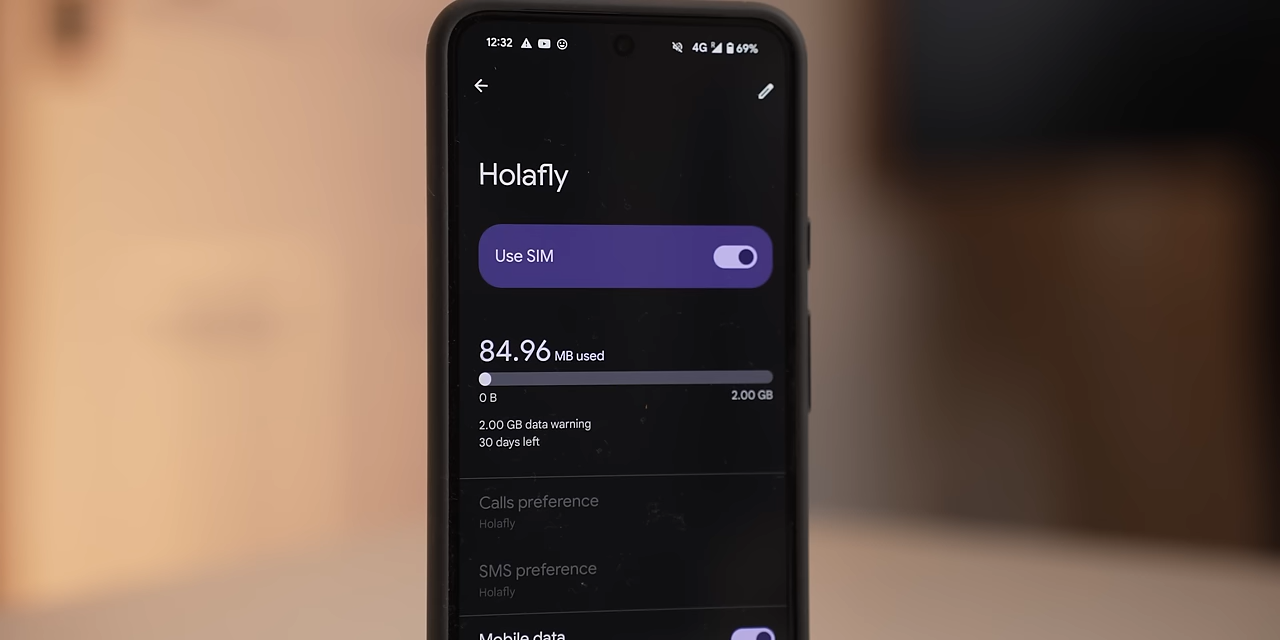 12:32 4G 69%
Holafly
Use SIM
84.96 MB used
0 B 2.00 GB
2.00 GB data warning
30 days left
Calls preference
Holafly
SMS preference
Holafly
Mobile data